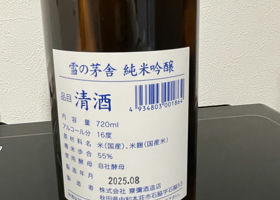 雪の茅舎 純米吟醸
品目 清酒
4 934803 001864
内容量 720ml
アルコール分 16度
原材料名 米(国産)、米麹(国産米)
精米歩合 55%
使用酵母 自社酵母
製造年月 2025.08
製造者 株式会社 齋彌酒造店
秋田県由利本荘市石脇字石脇53